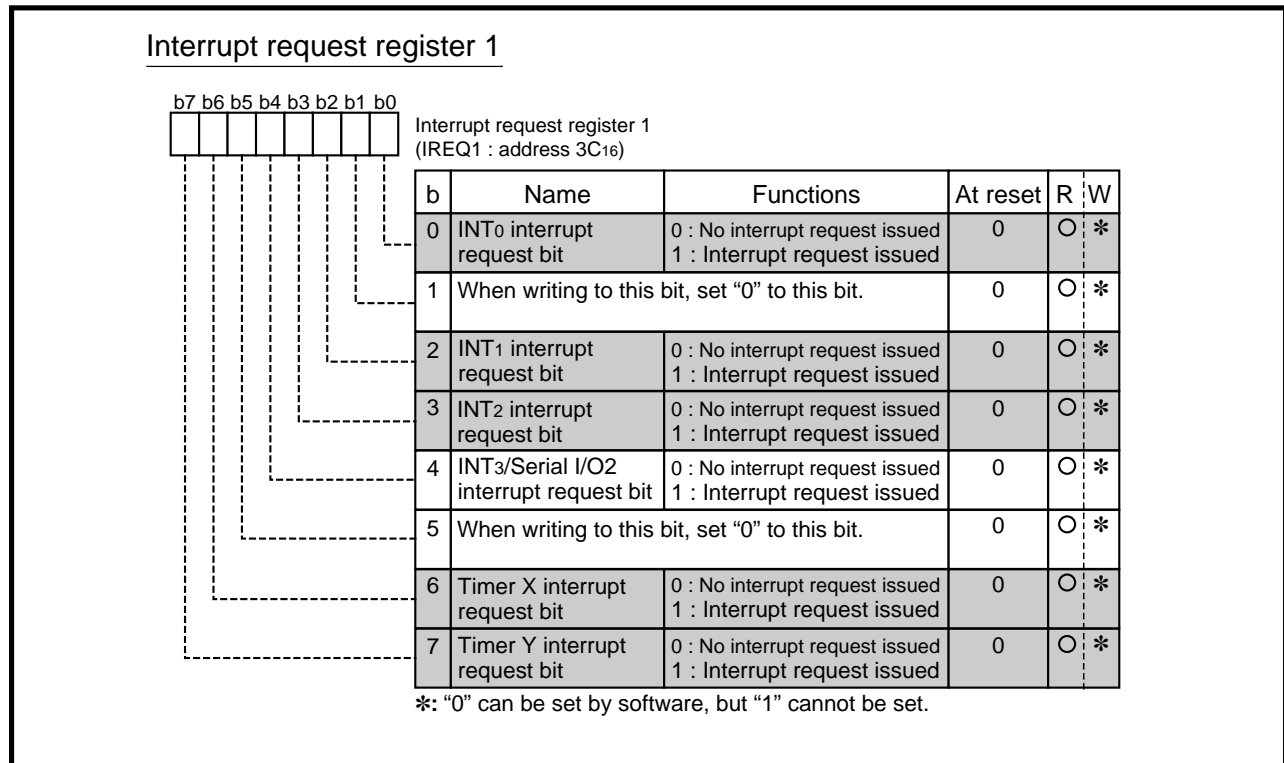 Interrupt request register 1
b7 b6 b5 b4 b3 b2 b1 b0
Interrupt request register 1
(IREQ1 : address 3C16)
b Name Functions At reset R W
0 INT0 interrupt request bit 0 : No interrupt request issued 0 ○ ✻
1 : Interrupt request issued
1 When writing to this bit, set “0” to this bit. 0 ○ ✻
2 INT1 interrupt request bit 0 : No interrupt request issued 0 ○ ✻
1 : Interrupt request issued
3 INT2 interrupt request bit 0 : No interrupt request issued 0 ○ ✻
1 : Interrupt request issued
4 INT3/Serial I/O2 interrupt request bit 0 : No interrupt request issued 0 ○ ✻
1 : Interrupt request issued
5 When writing to this bit, set “0” to this bit. 0 ○ ✻
6 Timer X interrupt request bit 0 : No interrupt request issued 0 ○ ✻
1 : Interrupt request issued
7 Timer Y interrupt request bit 0 : No interrupt request issued 0 ○ ✻
1 : Interrupt request issued
✻: “0” can be set by software, but “1” cannot be set.